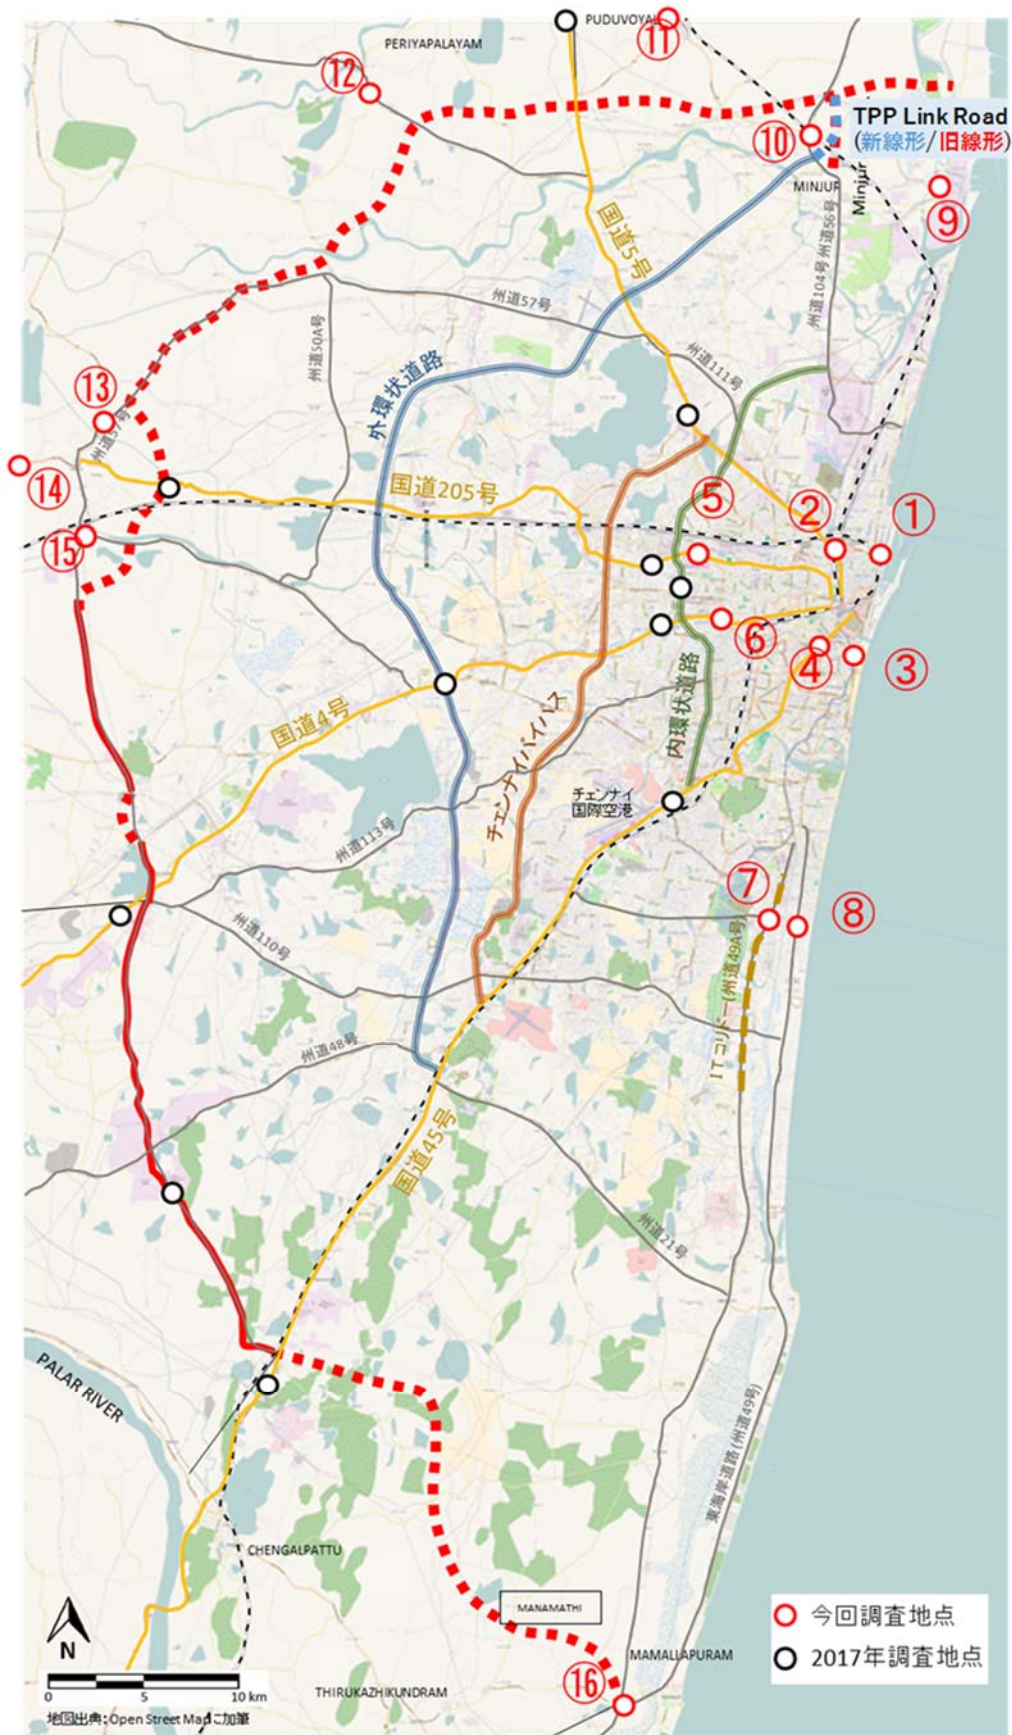 PUDUVOYAL
⑪
PERIYAPALAYAM
⑫
TPP Link Road
(新線形/旧線形)
⑩
MINJUR
Minjur
⑨
国道5号
州道56号
州道104号
州道57号
州道50A号
州道111号
外環状道路
⑬
州道57号
⑭
国道205号
⑤
②
①
⑮
⑥
④
③
内環状道路
国道4号
チェンナイバイパス
チェンナイ
国際空港
州道113号
⑦
⑧
州道110号
ITコリドー(州道49A号)
州道48号
国道45号
州道21号
PALAR RIVER
東海岸道路(州道49号)
CHENGALPATTU
MANAMATHI
今回調査地点
2017年調査地点
MAMALLAPURAM
⑯
THIRUKAZHIKUNDRAM
N
0 5 10 km
地図出典：Open Street Mapに加筆